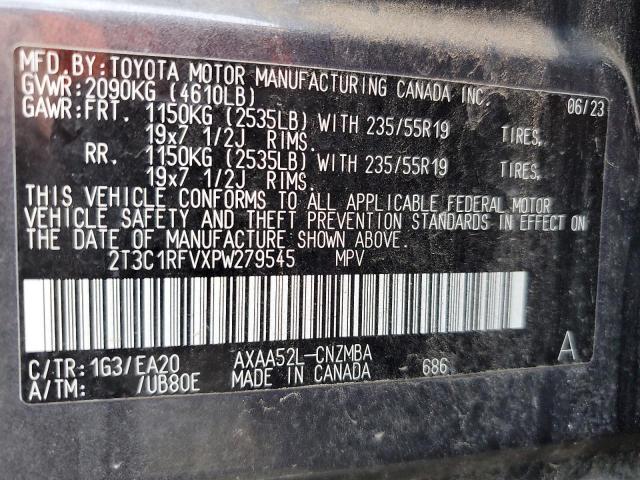 MFD. BY: TOYOTA MOTOR MANUFACTURING CANADA INC.
GVWR: 2090KG (4610LB) 06/23
GAWR: FRT. 1150KG (2535LB) WITH 235/55R19 TIRES,
19x7 1/2J RIMS.
RR. 1150KG (2535LB) WITH 235/55R19 TIRES,
19x7 1/2J RIMS.
THIS VEHICLE CONFORMS TO ALL APPLICABLE FEDERAL MOTOR
VEHICLE SAFETY AND THEFT PREVENTION STANDARDS IN EFFECT ON
THE DATE OF MANUFACTURE SHOWN ABOVE.
2T3C1RFVXPW279545 MPV
C/TR: 1G3/EA20 AXAA52L-CNZMBA A
A/TM: /UB80E MADE IN CANADA 686